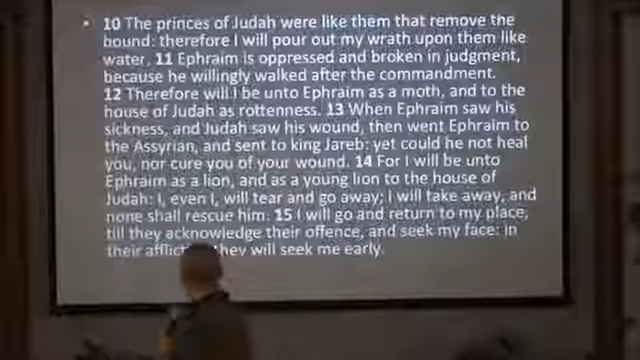 • 10 The princes of Judah were like them that remove the
bound: therefore I will pour out my wrath upon them like
water. 11 Ephraim is oppressed and broken in judgment,
because he willingly walked after the commandment.
12 Therefore will I be unto Ephraim as a moth, and to the
house of Judah as rottenness. 13 When Ephraim saw his
sickness, and Judah saw his wound, then went Ephraim to
the Assyrian, and sent to king Jareb: yet could he not heal
you, nor cure you of your wound. 14 For I will be unto
Ephraim as a lion, and as a young lion to the house of
Judah: I, even I, will tear and go away; I will take away, and
none shall rescue him. 15 I will go and return to my place,
till they acknowledge their offence, and seek my face: in
their afflicti they will seek me early.